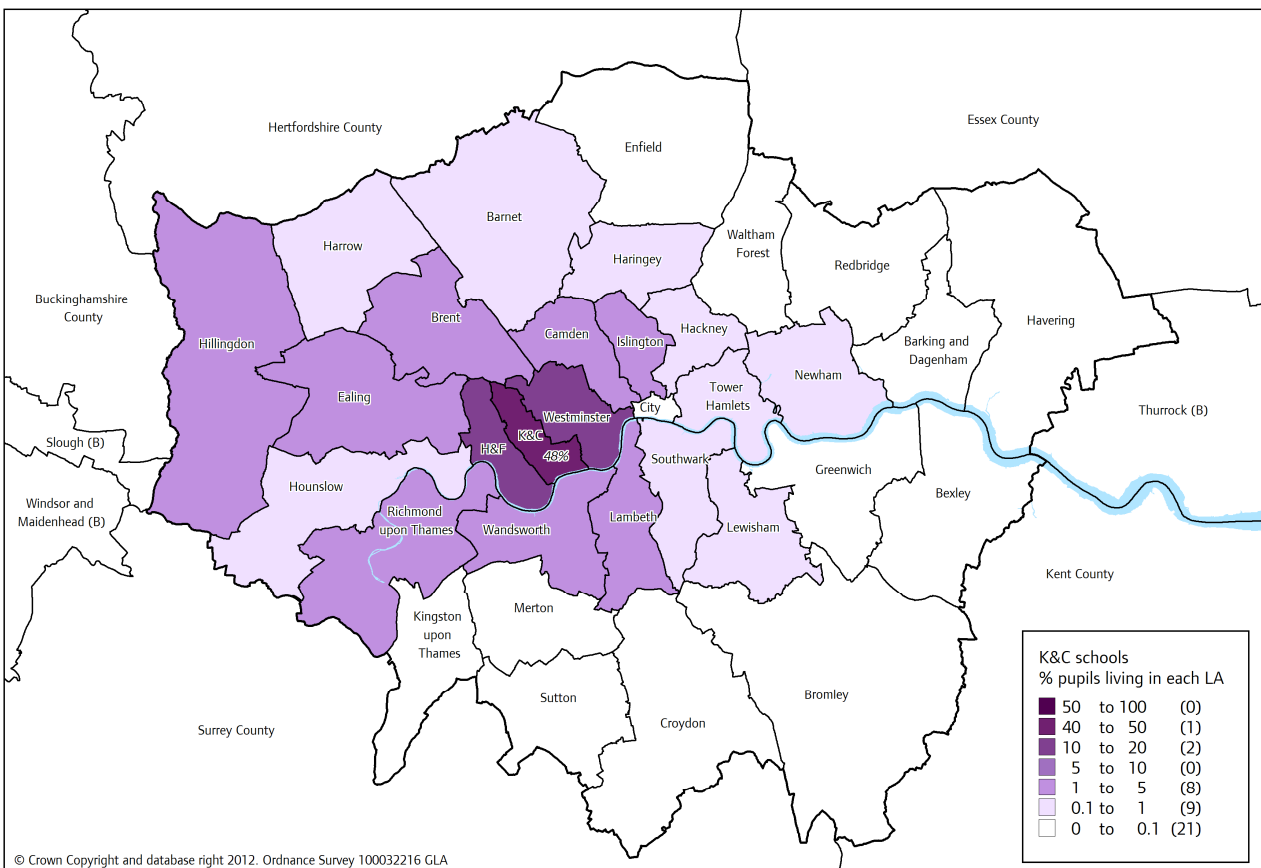 Hertfordshire County
Essex County
Enfield
Barnet
Harrow
Waltham
Forest
Haringey
Redbridge
Buckinghamshire
County
Brent
Camden
Islington
Hackney
Havering
Hillingdon
Barking and
Dagenham
Ealing
Newham
Tower
Hamlets
City
Westminster
Thurrock (B)
K&C
48%
H&F
Slough (B)
Southwark
Greenwich
Hounslow
Bexley
Windsor and
Maidenhead (B)
Richmond
upon Thames
Wandsworth
Lambeth
Lewisham
Kent County
Merton
Kingston
upon
Thames
Sutton
Croydon
Bromley
Surrey County
K&C schools
% pupils living in each LA
50 to 100 (0)
40 to 50 (1)
10 to 20 (2)
5 to 10 (0)
1 to 5 (8)
0.1 to 1 (9)
0 to 0.1 (21)
© Crown Copyright and database right 2012. Ordnance Survey 100032216 GLA